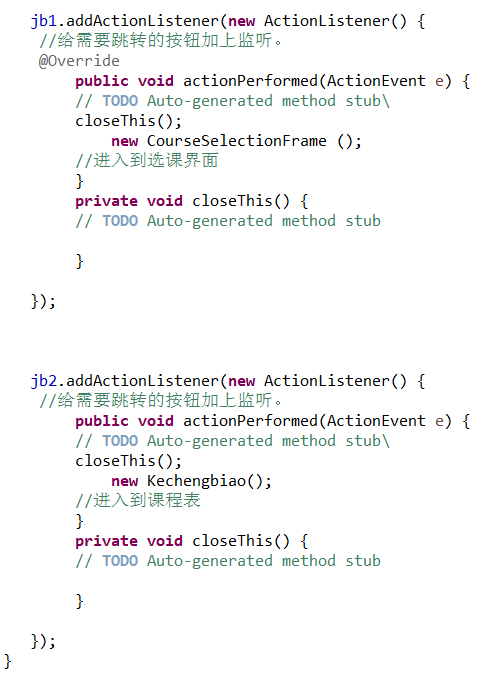 jb1.addActionListener(new ActionListener() {
//给需要跳转的按钮加上监听。
@Override
public void actionPerformed(ActionEvent e) {
// TODO Auto-generated method stub\
closeThis();
new CourseSelectionFrame ();
//进入到选课界面
}
private void closeThis() {
// TODO Auto-generated method stub
}
});
jb2.addActionListener(new ActionListener() {
//给需要跳转的按钮加上监听。
public void actionPerformed(ActionEvent e) {
// TODO Auto-generated method stub\
closeThis();
new Kechengbiao();
//进入到课程表
}
private void closeThis() {
// TODO Auto-generated method stub
}
});
}